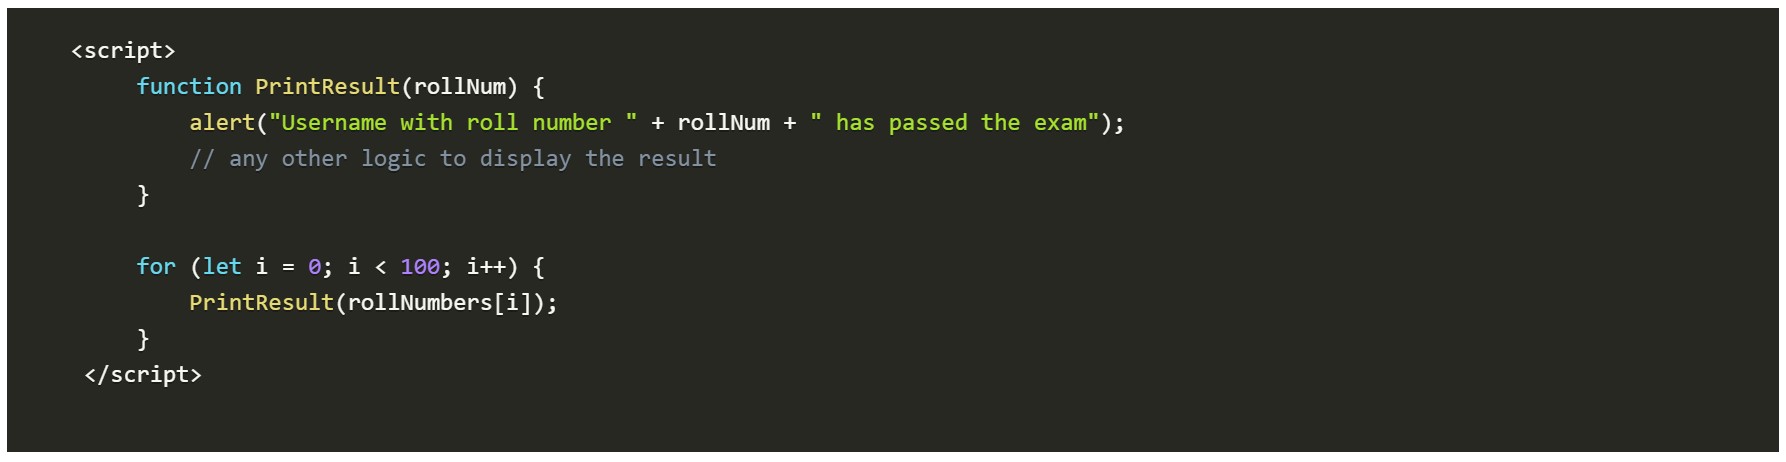 <script>
function PrintResult(rollNum) {
alert("Username with roll number " + rollNum + " has passed the exam");
// any other logic to display the result
}
for (let i = 0; i < 100; i++) {
PrintResult(rollNumbers[i]);
}
</script>